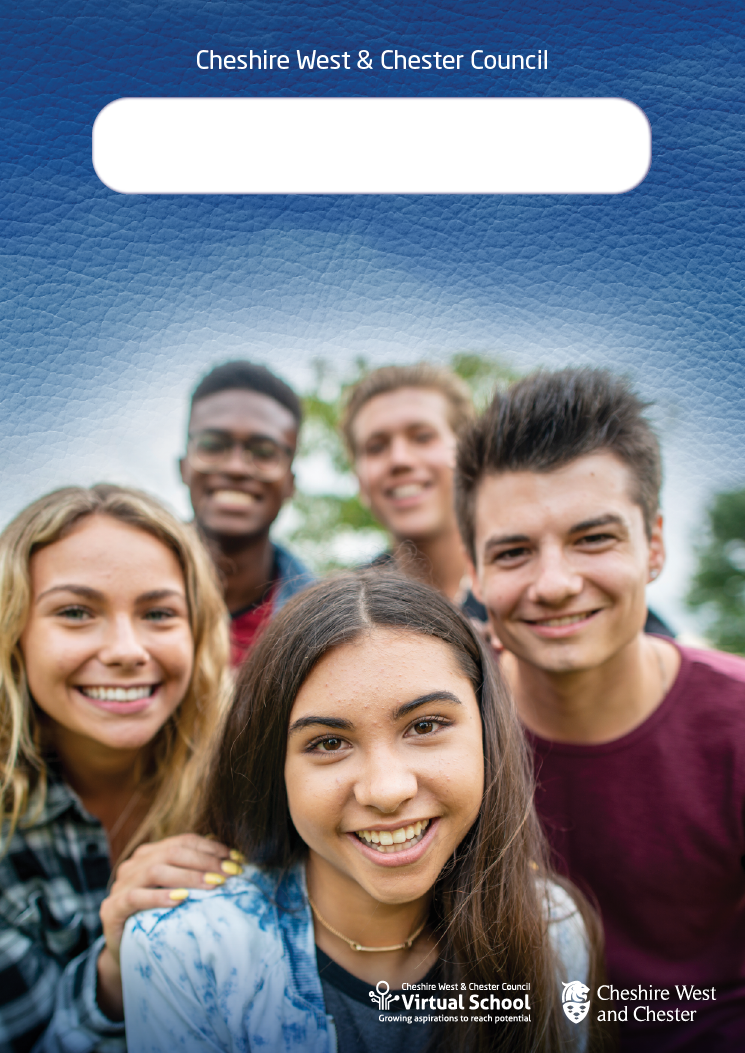 Cheshire West & Chester Council
Cheshire West & Chester Council
Virtual School
Growing aspirations to reach potential
Cheshire West
and Chester